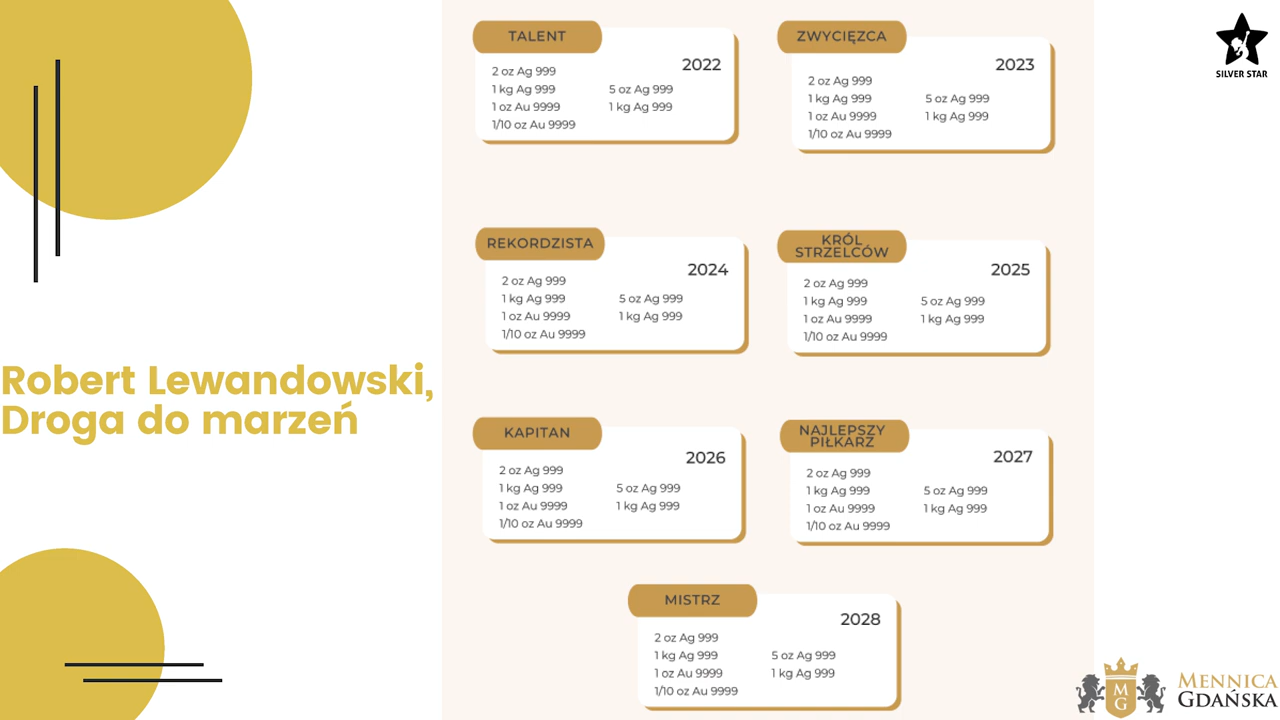 Robert Lewandowski,
Droga do marzeń
TALENT
2022
2 oz Ag 999
1 kg Ag 999
1 oz Au 9999
1/10 oz Au 9999
5 oz Ag 999
1 kg Ag 999
ZWYCIĘZCA
2023
2 oz Ag 999
1 kg Ag 999
1 oz Au 9999
1/10 oz Au 9999
5 oz Ag 999
1 kg Ag 999
REKORDZISTA
2024
2 oz Ag 999
1 kg Ag 999
1 oz Au 9999
1/10 oz Au 9999
5 oz Ag 999
1 kg Ag 999
KRÓL
STRZELCÓW
2025
2 oz Ag 999
1 kg Ag 999
1 oz Au 9999
1/10 oz Au 9999
5 oz Ag 999
1 kg Ag 999
KAPITAN
2026
2 oz Ag 999
1 kg Ag 999
1 oz Au 9999
1/10 oz Au 9999
5 oz Ag 999
1 kg Ag 999
NAJLEPSZY
PIŁKARZ
2027
2 oz Ag 999
1 kg Ag 999
1 oz Au 9999
1/10 oz Au 9999
5 oz Ag 999
1 kg Ag 999
MISTRZ
2028
2 oz Ag 999
1 kg Ag 999
1 oz Au 9999
1/10 oz Au 9999
5 oz Ag 999
1 kg Ag 999
SILVER STAR
M
G
MENNICA
GDAŃSKA